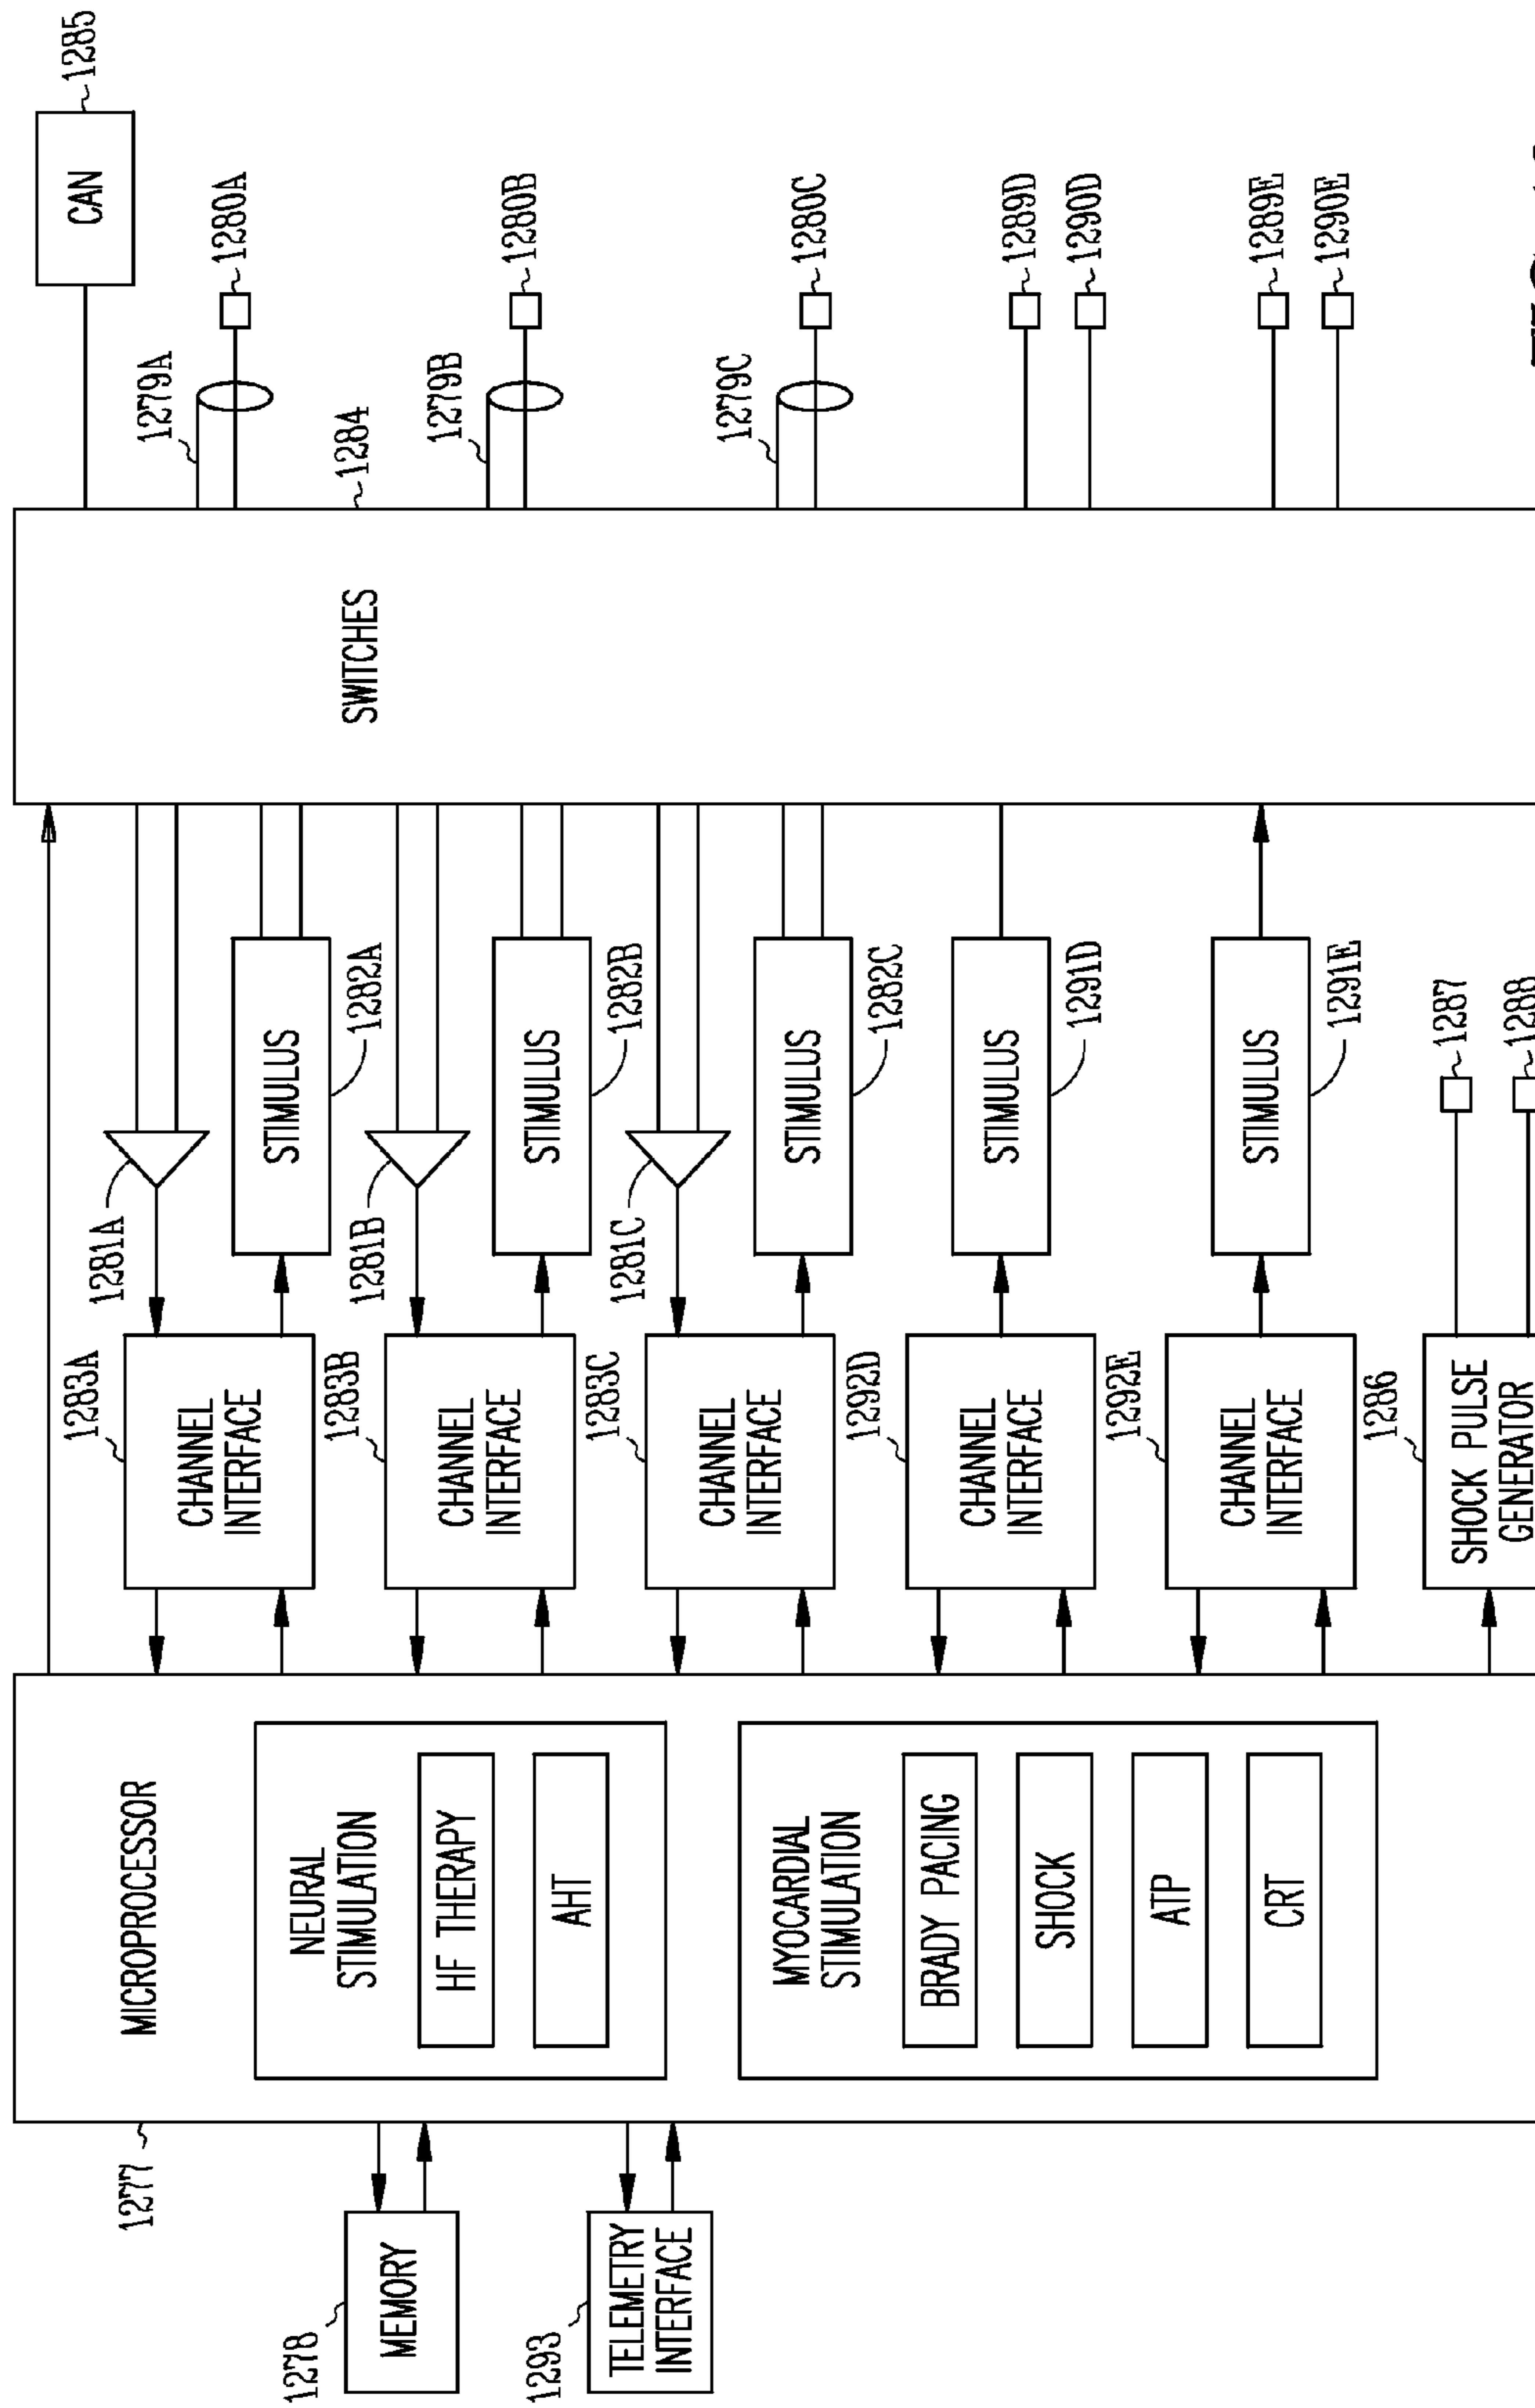 1285
CAN
1279A
1280A
1284
1279B
1280B
1279C
1280C
1289D
1290D
1289E
1290E
SWITCHES
1281A
STIMULUS
1282A
1281B
STIMULUS
1282B
1281C
STIMULUS
1282C
STIMULUS
1291D
STIMULUS
1291E
1287
1288
1283A
CHANNEL
INTERFACE
1283B
CHANNEL
INTERFACE
1283C
CHANNEL
INTERFACE
1292D
CHANNEL
INTERFACE
1292E
CHANNEL
INTERFACE
1286
SHOCK PULSE
GENERATOR
1277
MICROPROCESSOR
NEURAL
STIMULATION
HF THERAPY
AHT
MYOCARDIAL
STIMULATION
BRADY PACING
SHOCK
ATP
CRT
1278
MEMORY
1293
TELEMETRY
INTERFACE